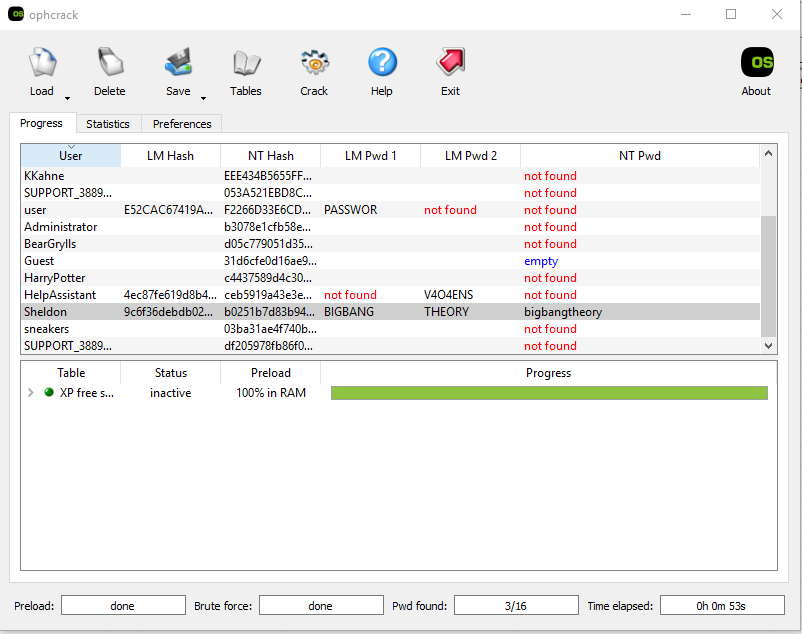 ophcrack
Load Delete Save Tables Crack Help Exit About
Progress Statistics Preferences
User LM Hash NT Hash LM Pwd 1 LM Pwd 2 NT Pwd
KKahne EEE434B5655FF... not found
SUPPORT_3889... 053A521EBD8C... not found
user E52CAC67419A... F2266D33E6CD... PASSWOR not found not found
Administrator b3078e1cfb58e... not found
BearGrylls d05c779051d35... not found
Guest 31d6cfe0d16ae9... empty
HarryPotter c4437589d4c30... not found
HelpAssistant 4ec87fe619d8b4... ceb5919a43e3e... not found V4O4ENS not found
Sheldon 9c6f36debdb02... b0251b7d83b94... BIGBANG THEORY bigbangtheory
sneakers 03ba31ae4f740b... not found
SUPPORT_3889... df205978fb86f0... not found
Table Status Preload Progress
XP free s... inactive 100% in RAM
Preload: done Brute force: done Pwd found: 3/16 Time elapsed: 0h 0m 53s